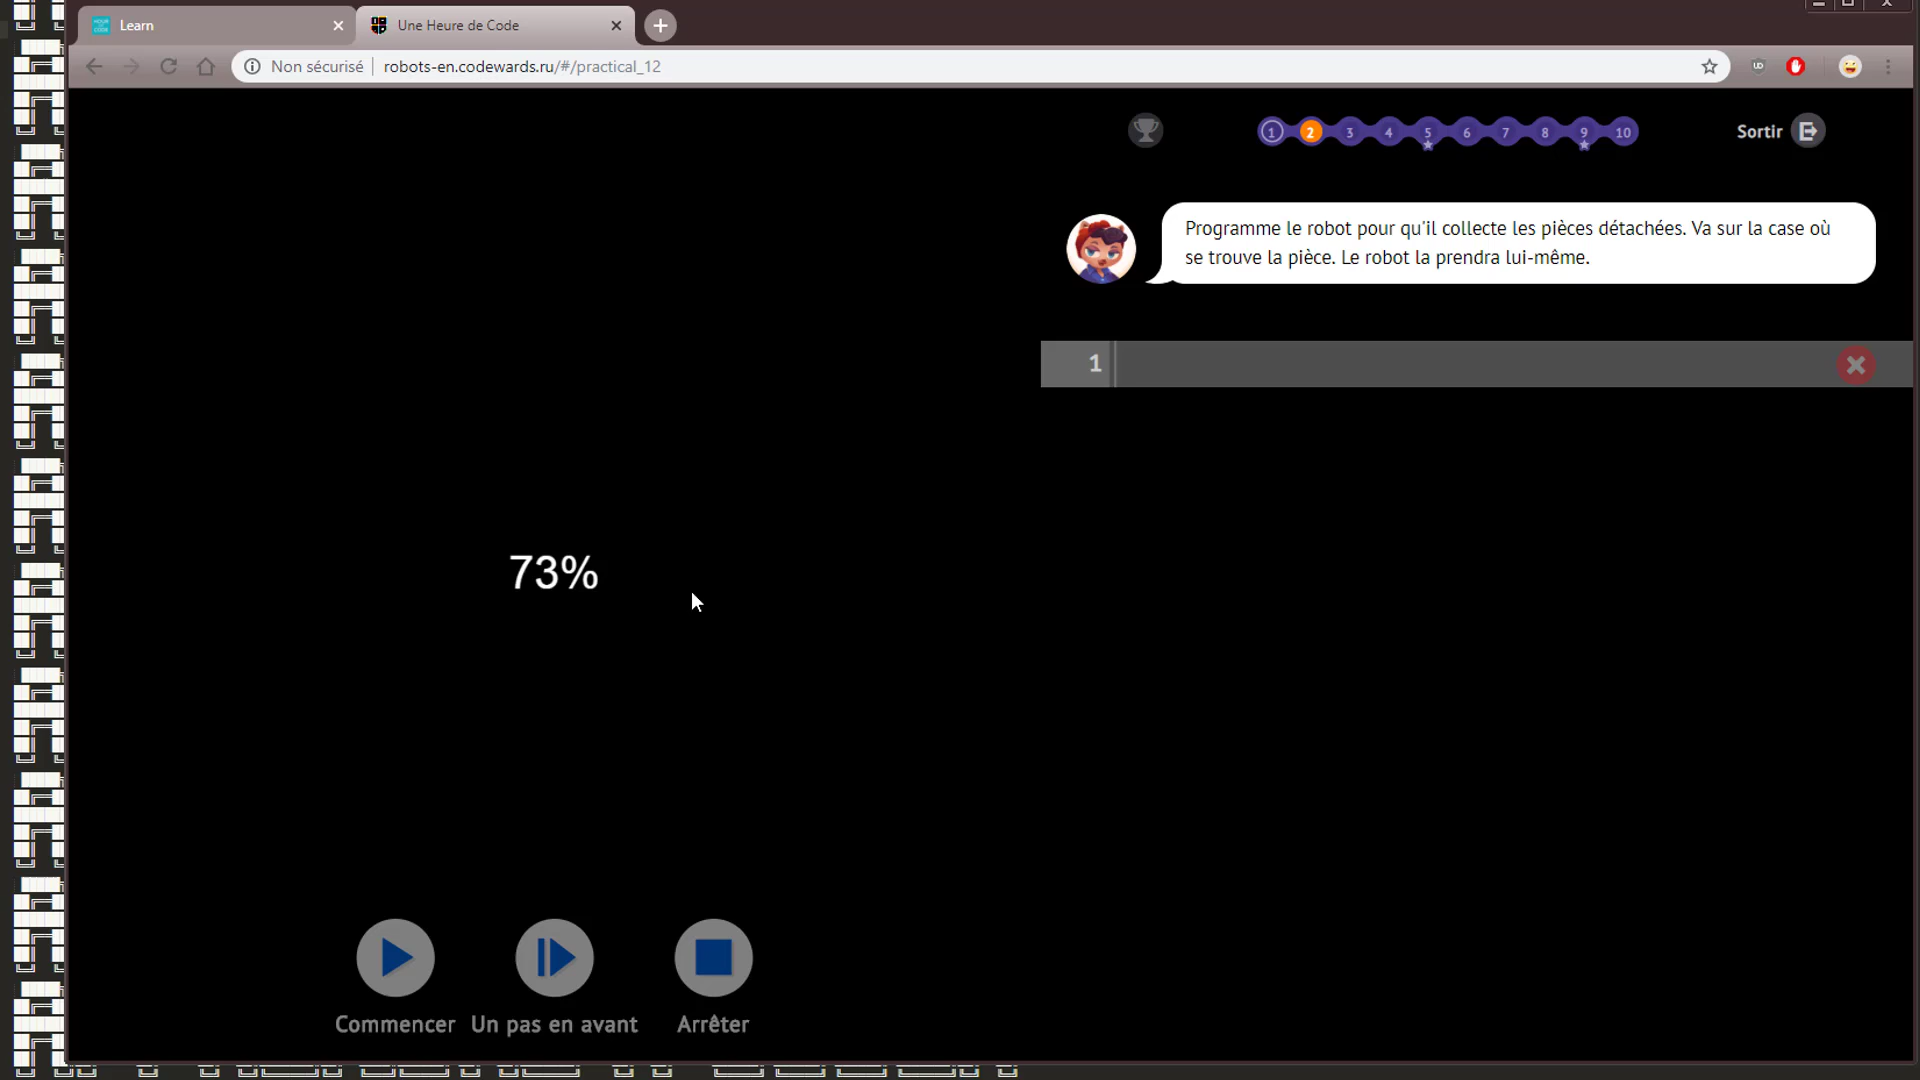 Learn
Une Heure de Code
Non sécurisé
robots-en.codewards.ru/#/practical_12
1 2 3 4 5 6 7 8 9 10
Sortir
Programme le robot pour qu'il collecte les pièces détachées. Va sur la case où
se trouve la pièce. Le robot la prendra lui-même.
1
73%
Commencer
Un pas en avant
Arrêter